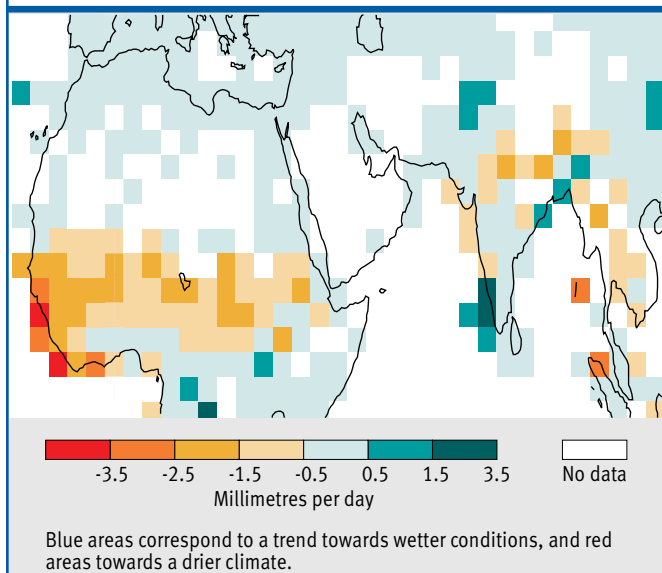 -3.5 -2.5 -1.5 -0.5 0.5 1.5 3.5 No data
Millimetres per day
Blue areas correspond to a trend towards wetter conditions, and red
areas towards a drier climate.